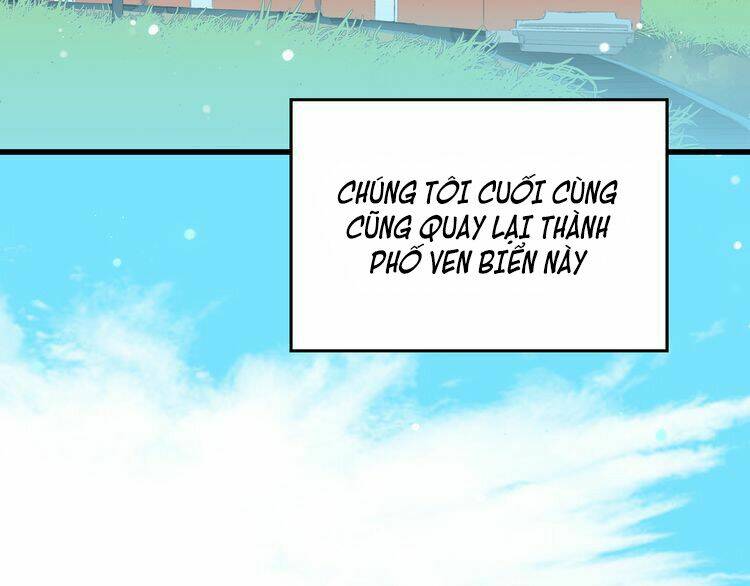 CHÚNG TÔI CUỐI CÙNG
CŨNG QUAY LẠI THÀNH
PHỐ VEN BIỂN NÀY